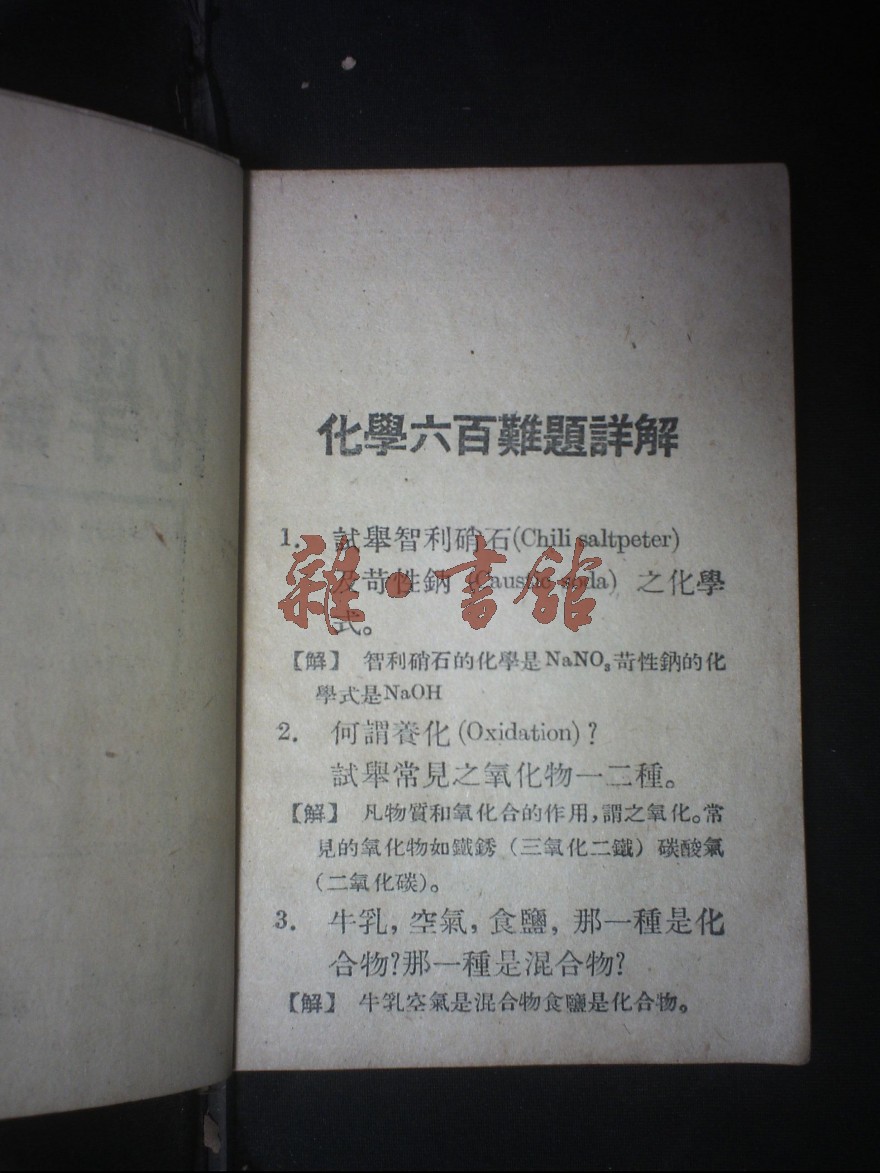 化學六百難題詳解
1. 試舉智利硝石(Chili saltpeter)
及苛性鈉 (Caustic soda) 之化學
式。
【解】 智利硝石的化學是NaNO₃苛性鈉的化
學式是NaOH
2. 何謂養化(Oxidation)?
試舉常見之氧化物一二種。
【解】 凡物質和氧化合的作用,謂之氧化。常
見的氧化物如鐵銹 (三氧化二鐵) 碳酸氣
(二氧化碳)。
3. 牛乳, 空氣, 食鹽, 那一種是化
合物?那一種是混合物?
【解】 牛乳空氣是混合物食鹽是化合物。
雜·書館